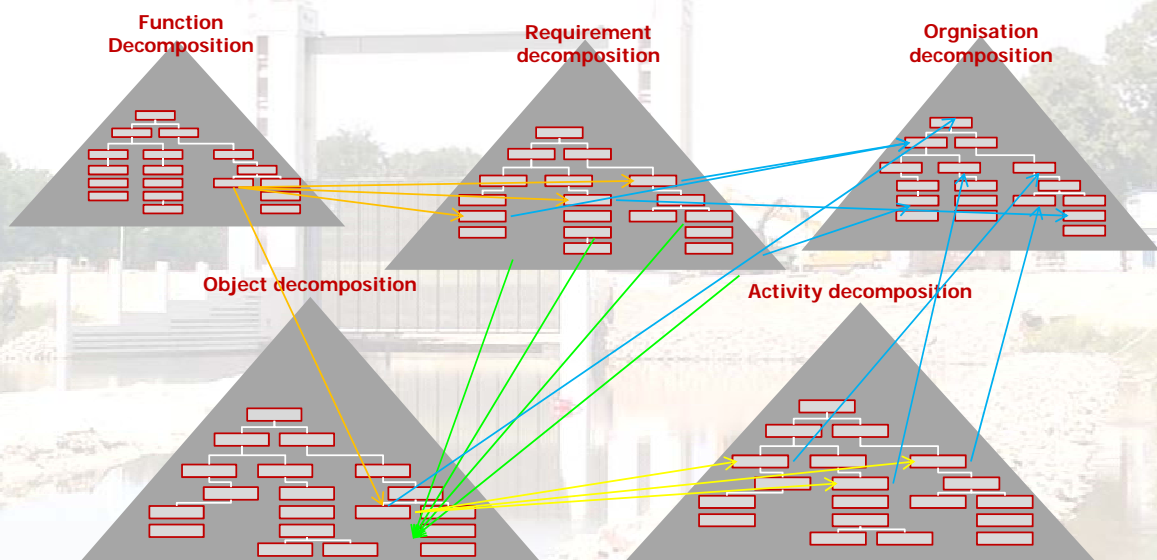 Function
Decomposition
Requirement
decomposition
Orgnisation
decomposition
Object decomposition
Activity decomposition